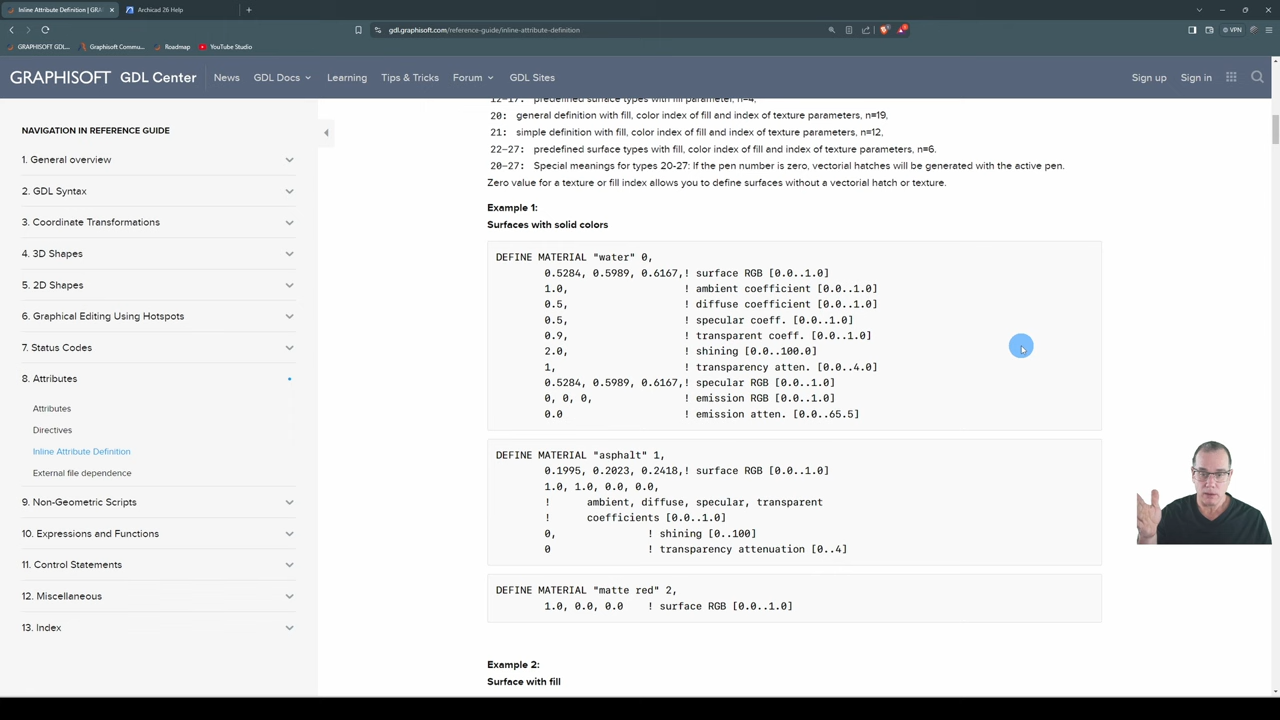 Inline Attribute Definition | GRA
Archicad 26 Help
gdl.graphisoft.com/reference-guide/inline-attribute-definition
VPN
GRAPHISOFT GDL...
Graphisoft Commu...
Roadmap
YouTube Studio
GRAPHISOFT GDL Center
News
GDL Docs
Learning
Tips & Tricks
Forum
GDL Sites
Sign up
Sign in
NAVIGATION IN REFERENCE GUIDE
1. General overview
2. GDL Syntax
3. Coordinate Transformations
4. 3D Shapes
5. 2D Shapes
6. Graphical Editing Using Hotspots
7. Status Codes
8. Attributes
Attributes
Directives
Inline Attribute Definition
External file dependence
9. Non-Geometric Scripts
10. Expressions and Functions
11. Control Statements
12. Miscellaneous
13. Index
12-17: predefined surface types with fill parameter, n=4,
20: general definition with fill, color index of fill and index of texture parameters, n=19,
21: simple definition with fill, color index of fill and index of texture parameters, n=12,
22-27: predefined surface types with fill, color index of fill and index of texture parameters, n=6.
20-27: Special meanings for types 20-27: If the pen number is zero, vectorial hatches will be generated with the active pen.
Zero value for a texture or fill index allows you to define surfaces without a vectorial hatch or texture.
Example 1:
Surfaces with solid colors
DEFINE MATERIAL "water" 0,
0.5284, 0.5989, 0.6167,! surface RGB [0.0..1.0]
1.0, ! ambient coefficient [0.0..1.0]
0.5, ! diffuse coefficient [0.0..1.0]
0.5, ! specular coeff. [0.0..1.0]
0.9, ! transparent coeff. [0.0..1.0]
2.0, ! shining [0.0..100.0]
1, ! transparency atten. [0.0..4.0]
0.5284, 0.5989, 0.6167,! specular RGB [0.0..1.0]
0, 0, 0, ! emission RGB [0.0..1.0]
0.0 ! emission atten. [0.0..65.5]
DEFINE MATERIAL "asphalt" 1,
0.1995, 0.2023, 0.2418,! surface RGB [0.0..1.0]
1.0, 1.0, 0.0, 0.0,
! ambient, diffuse, specular, transparent
! coefficients [0.0..1.0]
0, ! shining [0..100]
0 ! transparency attenuation [0..4]
DEFINE MATERIAL "matte red" 2,
1.0, 0.0, 0.0 ! surface RGB [0.0..1.0]
Example 2:
Surface with fill